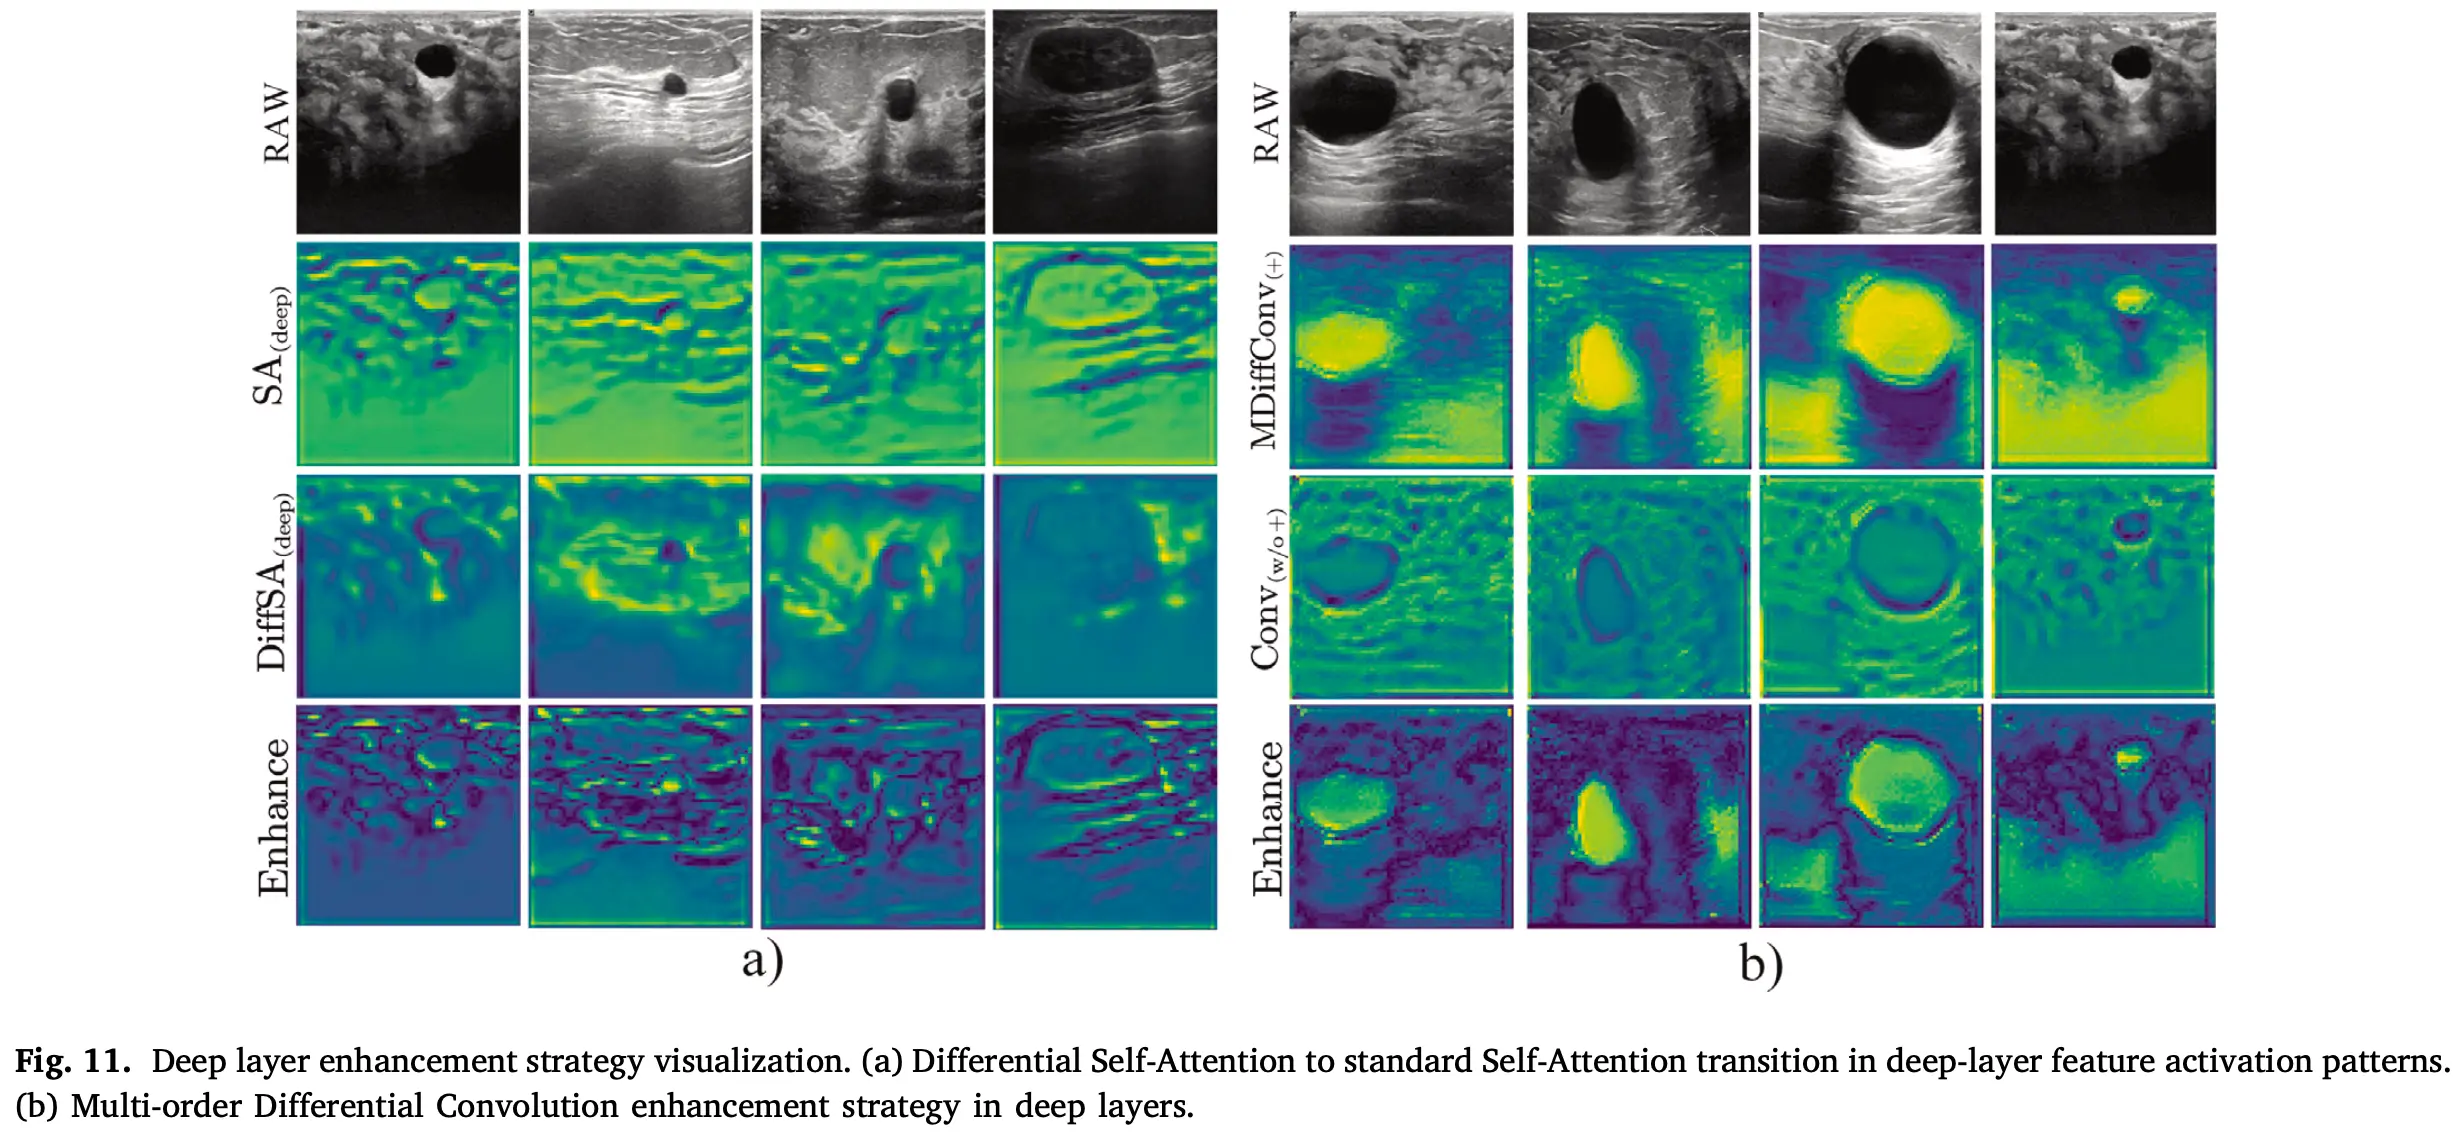 RAW
SA(deep)
DiffSA(deep)
Enhance
a)
RAW
MDiffConv(+)
Conv(w/o +)
Enhance
b)
Fig. 11. Deep layer enhancement strategy visualization. (a) Differential Self-Attention to standard Self-Attention transition in deep-layer feature activation patterns.
(b) Multi-order Differential Convolution enhancement strategy in deep layers.